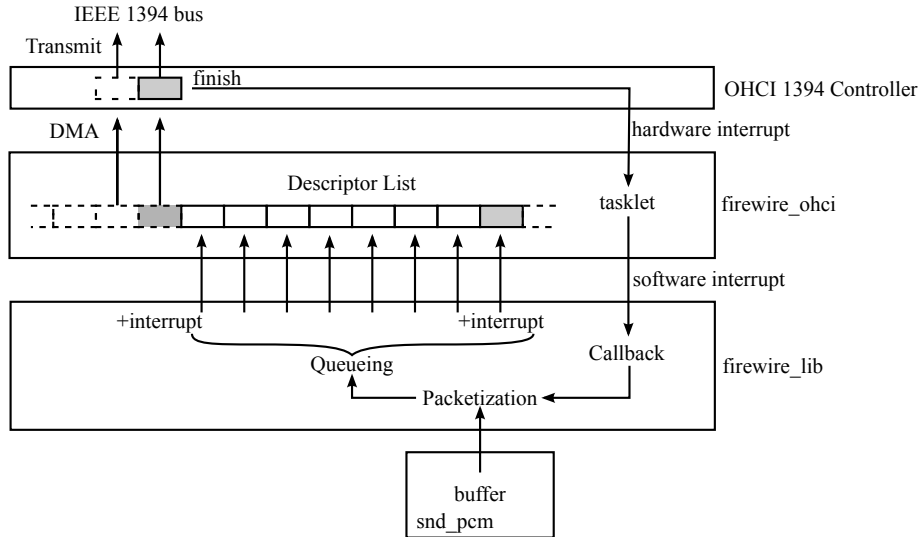 IEEE 1394 bus
Transmit
finish
OHCI 1394 Controller
DMA
hardware interrupt
Descriptor List
tasklet
firewire_ohci
software interrupt
+interrupt
+interrupt
Callback
Queueing
firewire_lib
Packetization
buffer
snd_pcm